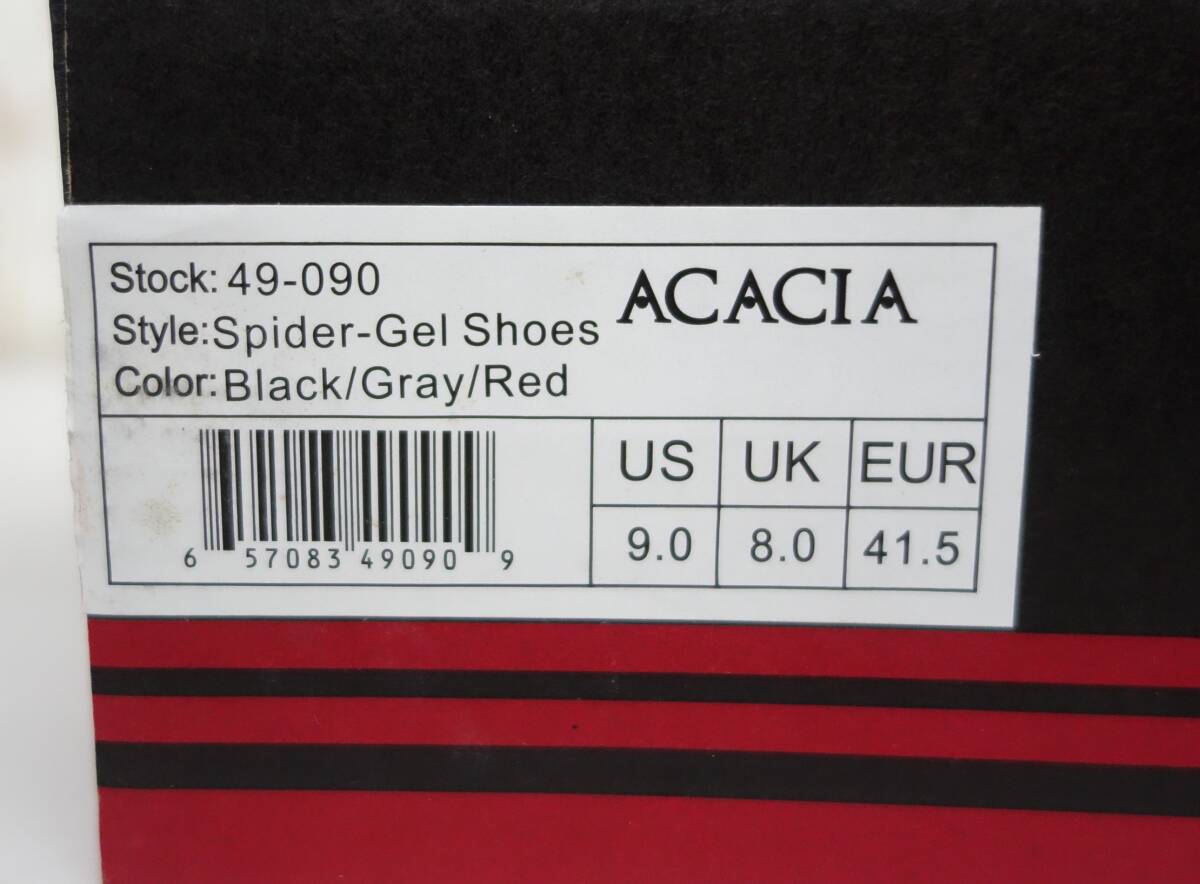 Stock: 49-090
Style:Spider-Gel Shoes
Color:Black/Gray/Red
ACACIA
US UK EUR
9.0 8.0 41.5
6 57083 49090 9